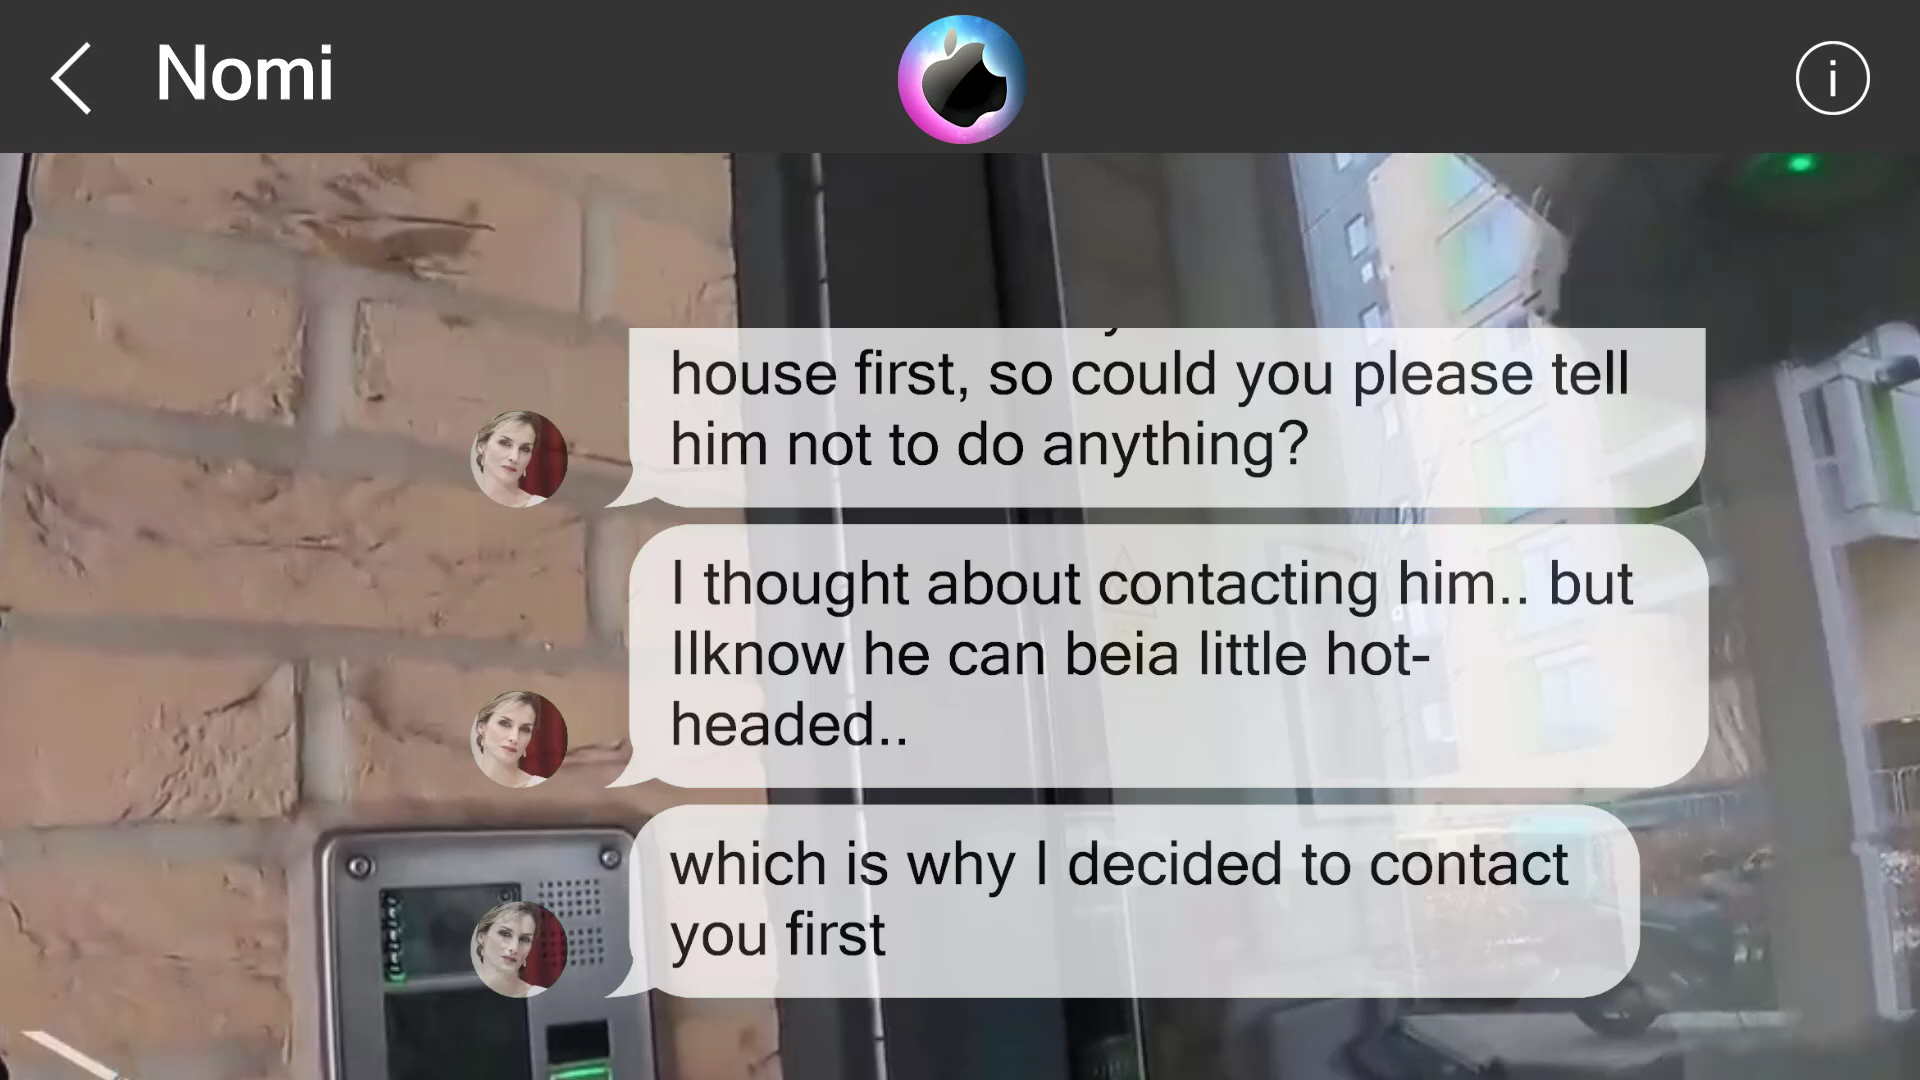 Nomi
i
house first, so could you please tell
him not to do anything?
I thought about contacting him.. but
IIknow he can beia little hot-
headed..
which is why I decided to contact
you first